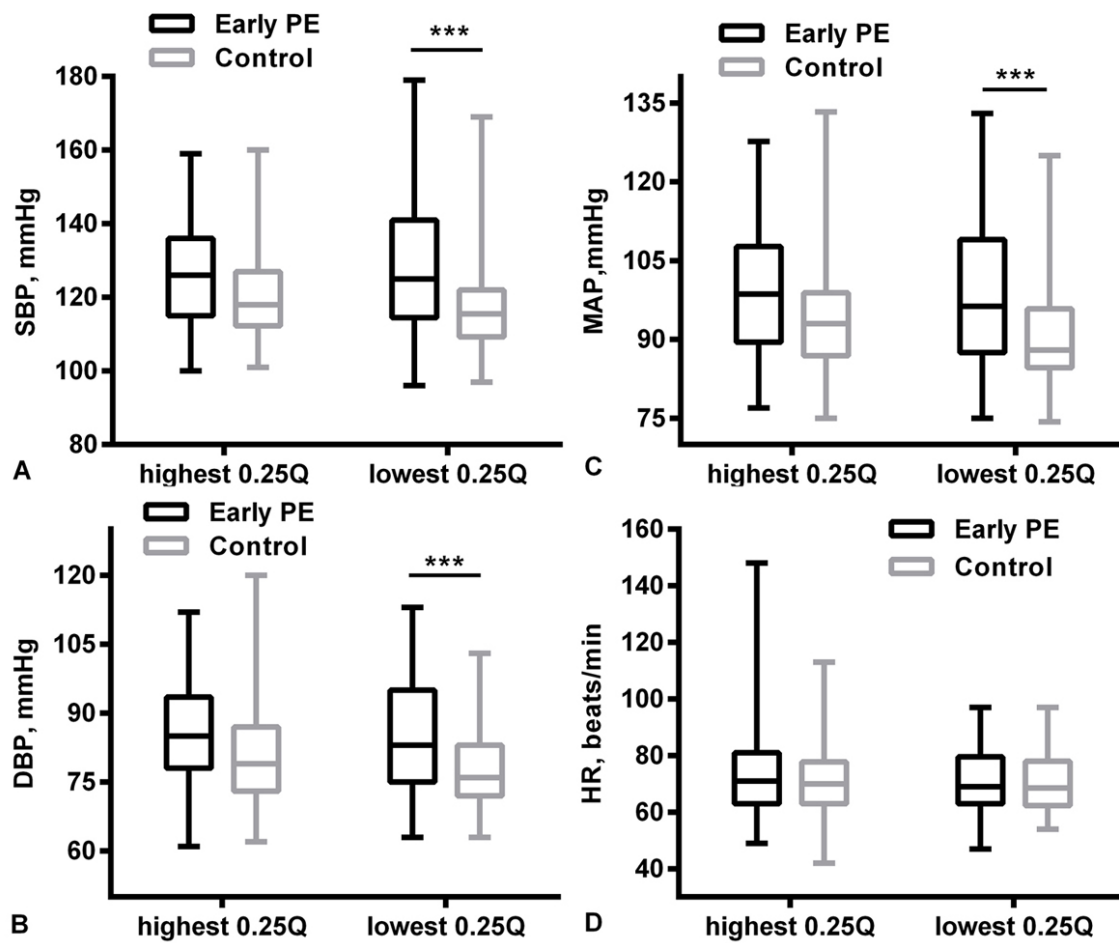 Early PE
Control
***
180
160
140
120
100
80
SBP, mmHg
highest 0.25Q lowest 0.25Q
A
Early PE
Control
***
135
120
105
90
75
MAP,mmHg
highest 0.25Q lowest 0.25Q
C
Early PE
Control
***
120
105
90
75
60
DBP, mmHg
highest 0.25Q lowest 0.25Q
B
Early PE
Control
160
140
120
100
80
60
40
HR, beats/min
highest 0.25Q lowest 0.25Q
D